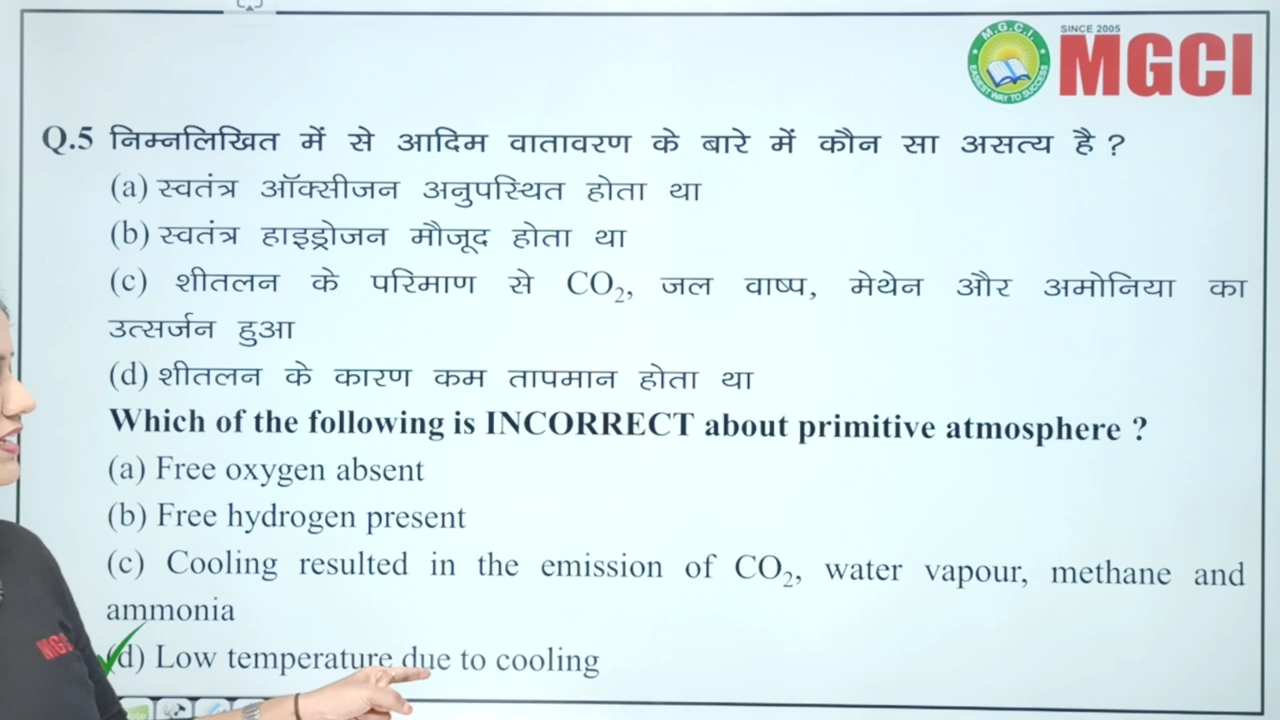 M.G.C.I.
EASIEST WAY TO SUCCESS
SINCE 2005
MGCI
Q.5 निम्नलिखित में से आदिम वातावरण के बारे में कौन सा असत्य है ?
(a) स्वतंत्र ऑक्सीजन अनुपस्थित होता था
(b) स्वतंत्र हाइड्रोजन मौजूद होता था
(c) शीतलन के परिमाण से CO₂, जल वाष्प, मेथेन और अमोनिया का
उत्सर्जन हुआ
(d) शीतलन के कारण कम तापमान होता था
Which of the following is INCORRECT about primitive atmosphere ?
(a) Free oxygen absent
(b) Free hydrogen present
(c) Cooling resulted in the emission of CO₂, water vapour, methane and
ammonia
(d) Low temperature due to cooling